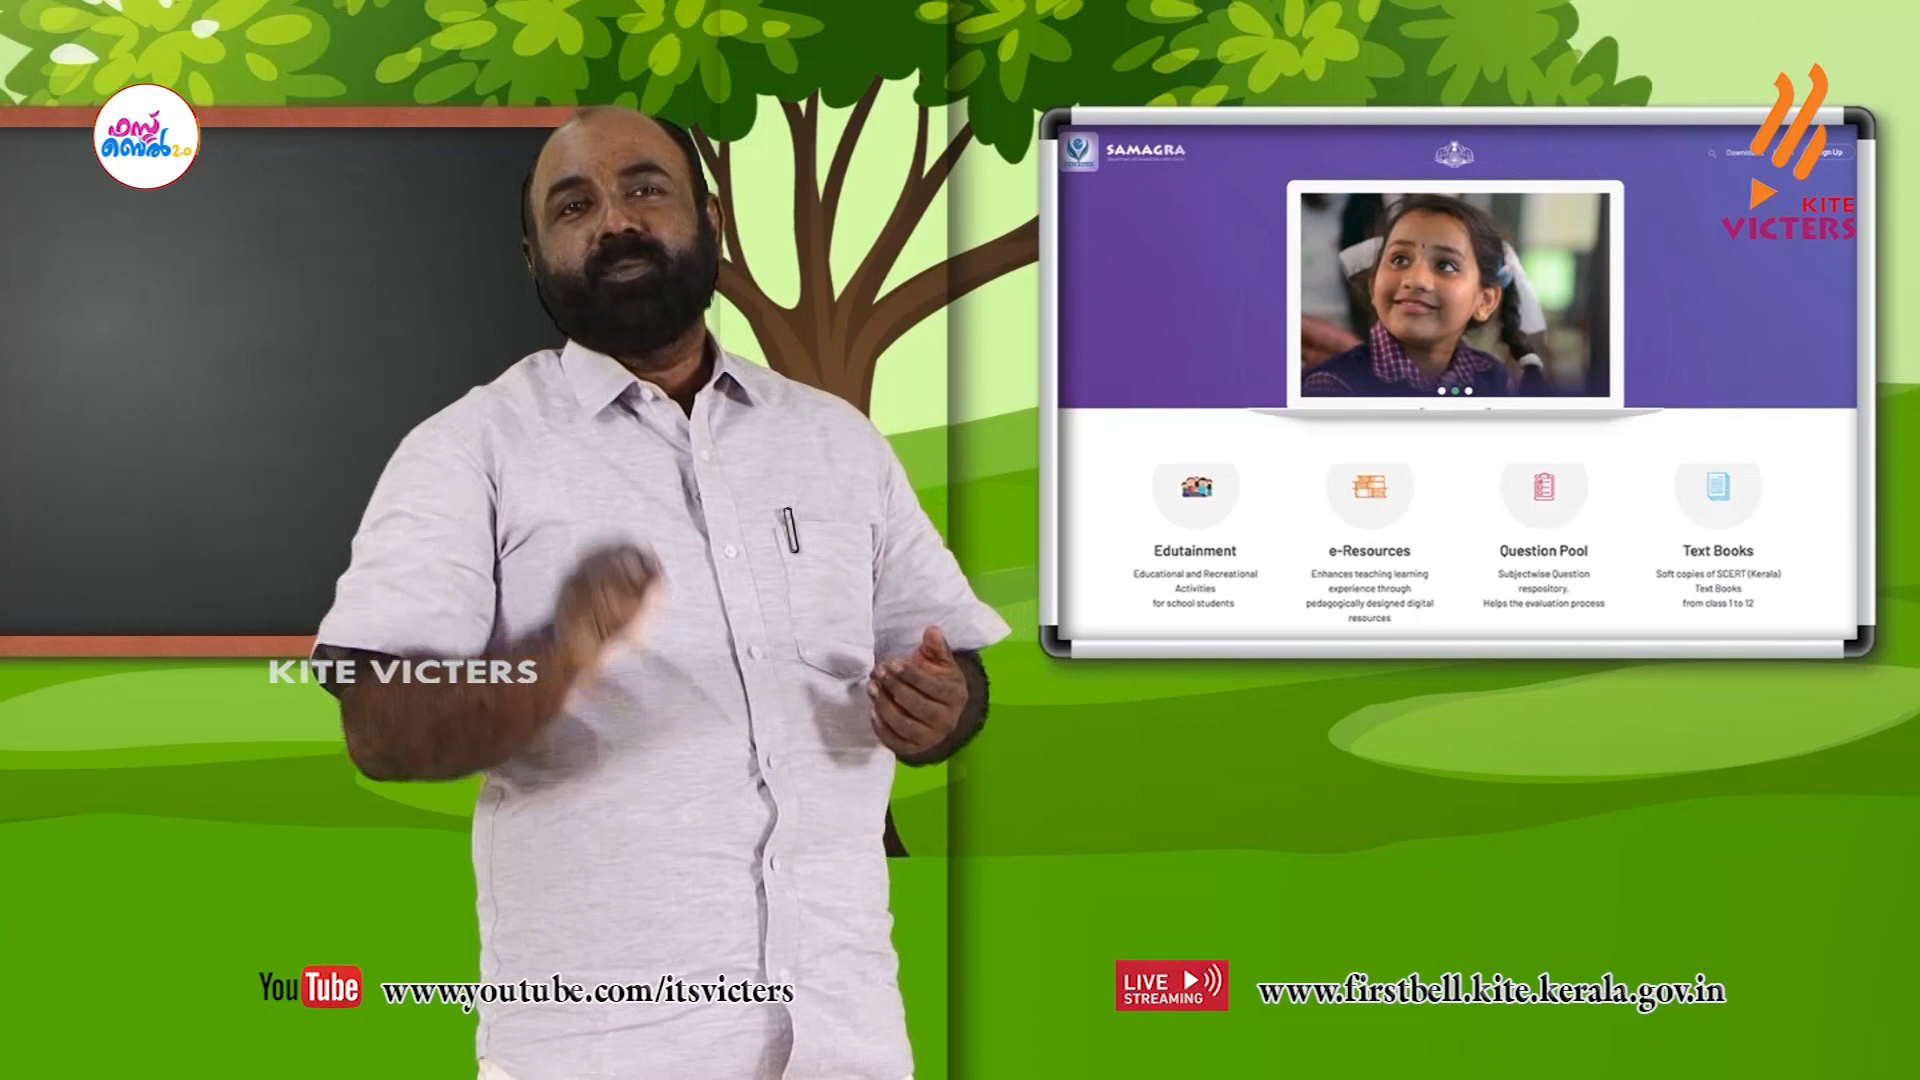 ഫസ്റ്റ്
ബെൽ 2.0
SAMAGRA
Sign Up
KITE
VICTERS
Edutainment
Educational and Recreational
Activities
for school students
e-Resources
Enhances teaching learning
experience through
pedagogically designed digital
resources
Question Pool
Subjectwise Question
respository.
Helps the evaluation process
Text Books
Soft copies of SCERT (Kerala)
Text Books
from class 1 to 12
KITE VICTERS
YouTube www.youtube.com/itsvicters
LIVE
STREAMING
www.firstbell.kite.kerala.gov.in